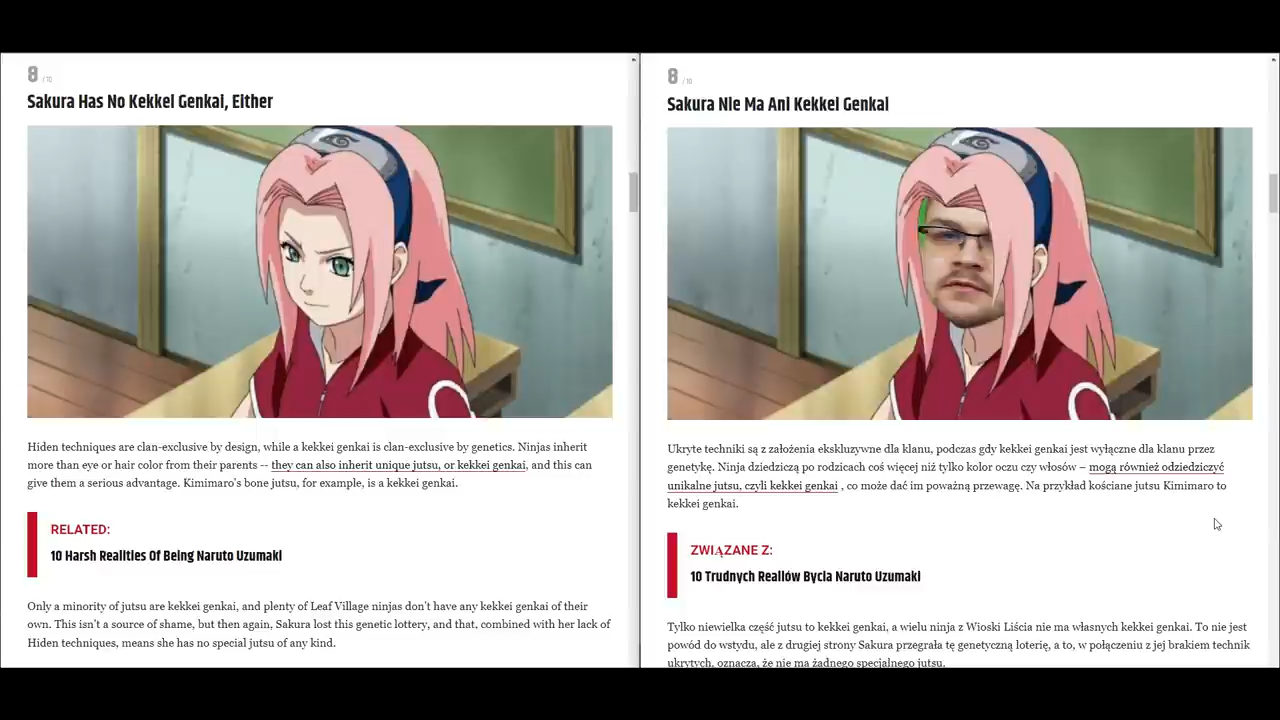 8 /10
Sakura Has No Kekkei Genkai, Either
Hiden techniques are clan-exclusive by design, while a kekkei genkai is clan-exclusive by genetics. Ninjas inherit
more than eye or hair color from their parents -- they can also inherit unique jutsu, or kekkei genkai, and this can
give them a serious advantage. Kimimaro's bone jutsu, for example, is a kekkei genkai.
RELATED:
10 Harsh Realities Of Being Naruto Uzumaki
Only a minority of jutsu are kekkei genkai, and plenty of Leaf Village ninjas don't have any kekkei genkai of their
own. This isn't a source of shame, but then again, Sakura lost this genetic lottery, and that, combined with her lack of
Hiden techniques, means she has no special jutsu of any kind.
8 /10
Sakura Nie Ma Ani Kekkei Genkai
Ukryte techniki są z założenia ekskluzywne dla klanu, podczas gdy kekkei genkai jest wyłączne dla klanu przez
genetykę. Ninja dziedziczą po rodzicach coś więcej niż tylko kolor oczu czy włosów – mogą również odziedziczyć
unikalne jutsu, czyli kekkei genkai , co może dać im poważną przewagę. Na przykład kościane jutsu Kimimaro to
kekkei genkai.
ZWIĄZANE Z:
10 Trudnych Realiów Bycia Naruto Uzumaki
Tylko niewielka część jutsu to kekkei genkai, a wielu ninja z Wioski Liścia nie ma własnych kekkei genkai. To nie jest
powód do wstydu, ale z drugiej strony Sakura przegrała tę genetyczną loterię, a to, w połączeniu z jej brakiem technik
ukrytych, oznacza, że nie ma żadnego specjalnego jutsu.